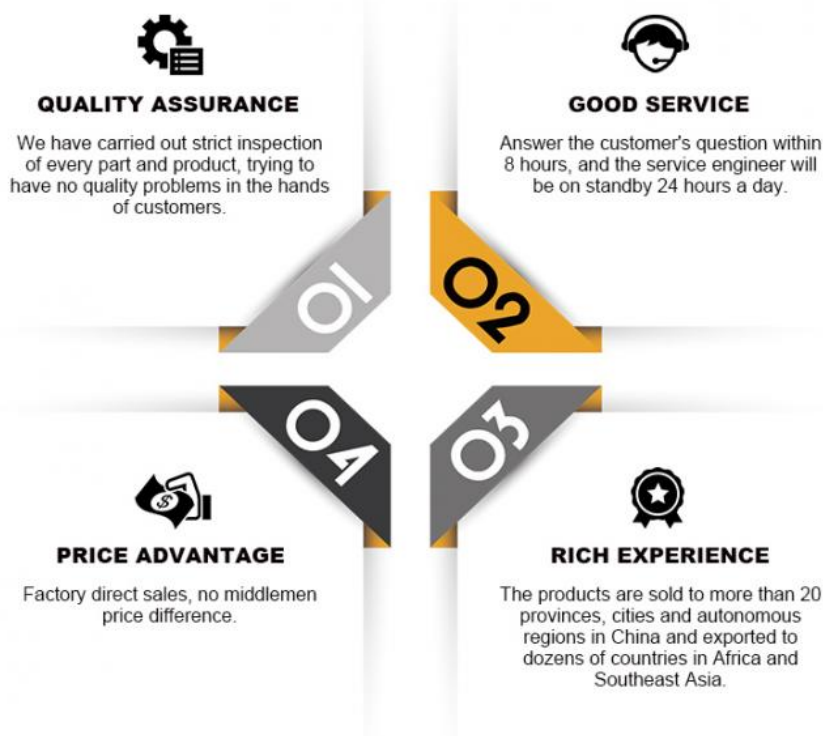 QUALITY ASSURANCE
We have carried out strict inspection
of every part and product, trying to
have no quality problems in the hands
of customers.
01
GOOD SERVICE
Answer the customer's question within
8 hours, and the service engineer will
be on standby 24 hours a day.
02
03
RICH EXPERIENCE
The products are sold to more than 20
provinces, cities and autonomous
regions in China and exported to
dozens of countries in Africa and
Southeast Asia.
04
$
PRICE ADVANTAGE
Factory direct sales, no middlemen
price difference.